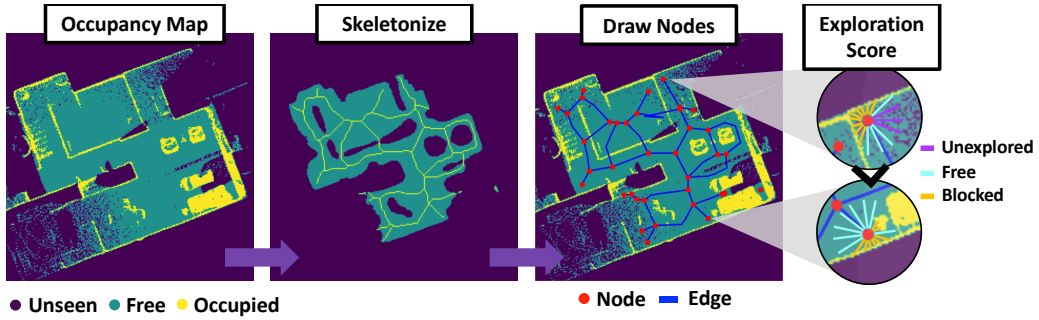 Occupancy Map
Skeletonize
Draw Nodes
Exploration
Score
Unexplored
Free
Blocked
Unseen Free Occupied
Node Edge